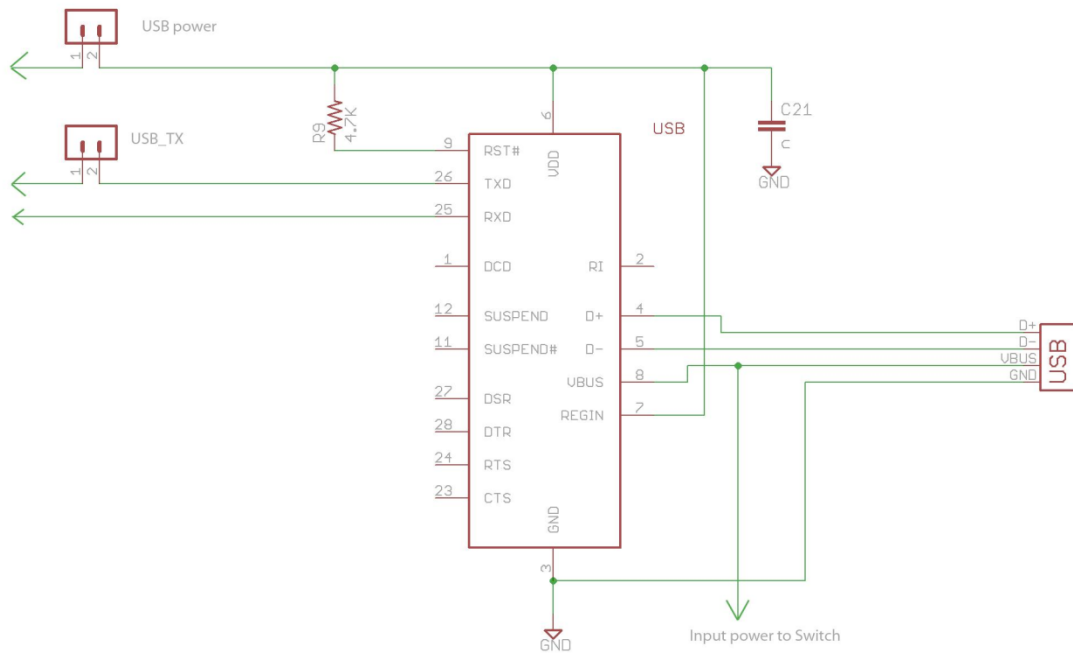 USB power
1 2
R9
4.7K
C21
C
GND
USB_TX
1 2
USB
6
VDD
9 RST#
26 TXD
25 RXD
1 DCD
RI 2
12 SUSPEND
D+ 4
11 SUSPEND#
D- 5
VBUS 8
27 DSR
REGIN 7
28 DTR
24 RTS
23 CTS
GND
3
GND
D+
D-
VBUS
GND
USB
Input power to Switch